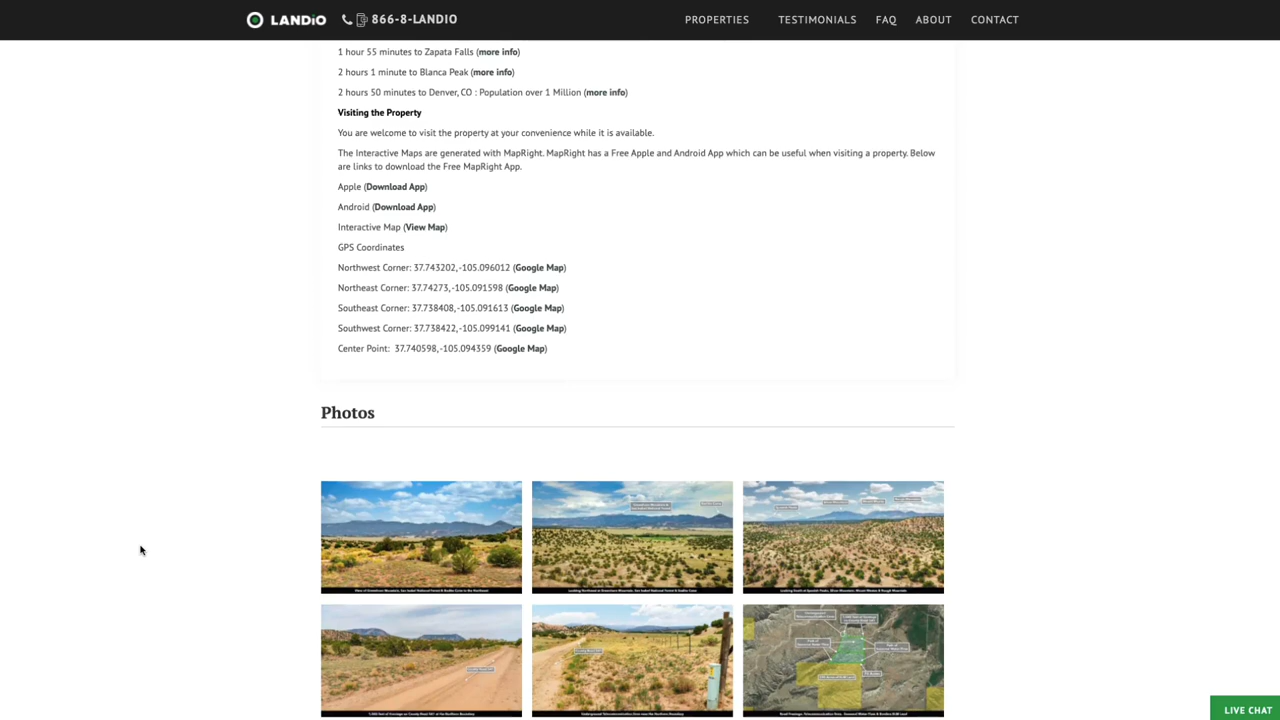 LANDIO 866-8-LANDIO PROPERTIES TESTIMONIALS FAQ ABOUT CONTACT
1 hour 55 minutes to Zapata Falls (more info)
2 hours 1 minute to Blanca Peak (more info)
2 hours 50 minutes to Denver, CO : Population over 1 Million (more info)
Visiting the Property
You are welcome to visit the property at your convenience while it is available.
The Interactive Maps are generated with MapRight. MapRight has a Free Apple and Android App which can be useful when visiting a property. Below
are links to download the Free MapRight App.
Apple (Download App)
Android (Download App)
Interactive Map (View Map)
GPS Coordinates
Northwest Corner: 37.743202,-105.096012 (Google Map)
Northeast Corner: 37.74273,-105.091598 (Google Map)
Southeast Corner: 37.738408,-105.091613 (Google Map)
Southwest Corner: 37.738422,-105.099141 (Google Map)
Center Point: 37.740598,-105.094359 (Google Map)
Photos
LIVE CHAT